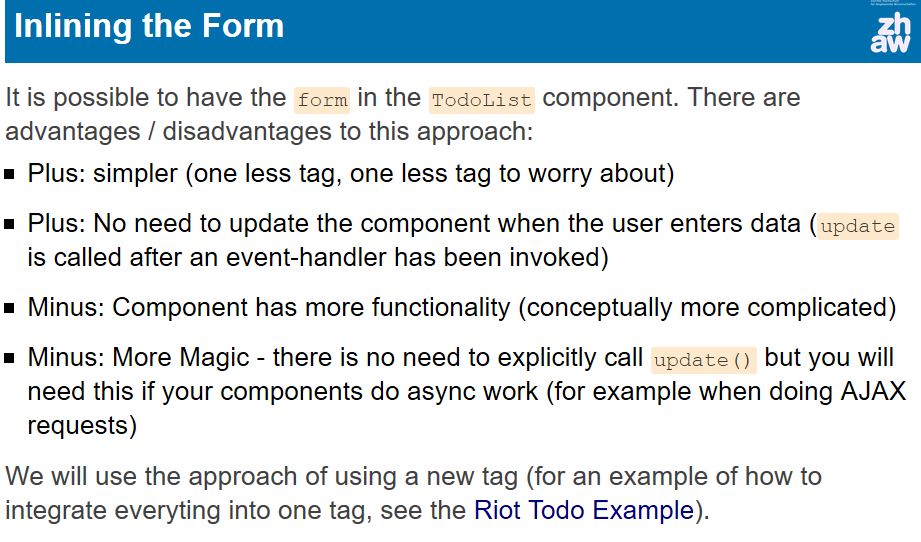 Inlining the Form
zh
aw
It is possible to have the form in the TodoList component. There are
advantages / disadvantages to this approach:
Plus: simpler (one less tag, one less tag to worry about)
Plus: No need to update the component when the user enters data (update
is called after an event-handler has been invoked)
Minus: Component has more functionality (conceptually more complicated)
Minus: More Magic - there is no need to explicitly call update() but you will
need this if your components do async work (for example when doing AJAX
requests)
We will use the approach of using a new tag (for an example of how to
integrate everyting into one tag, see the Riot Todo Example).